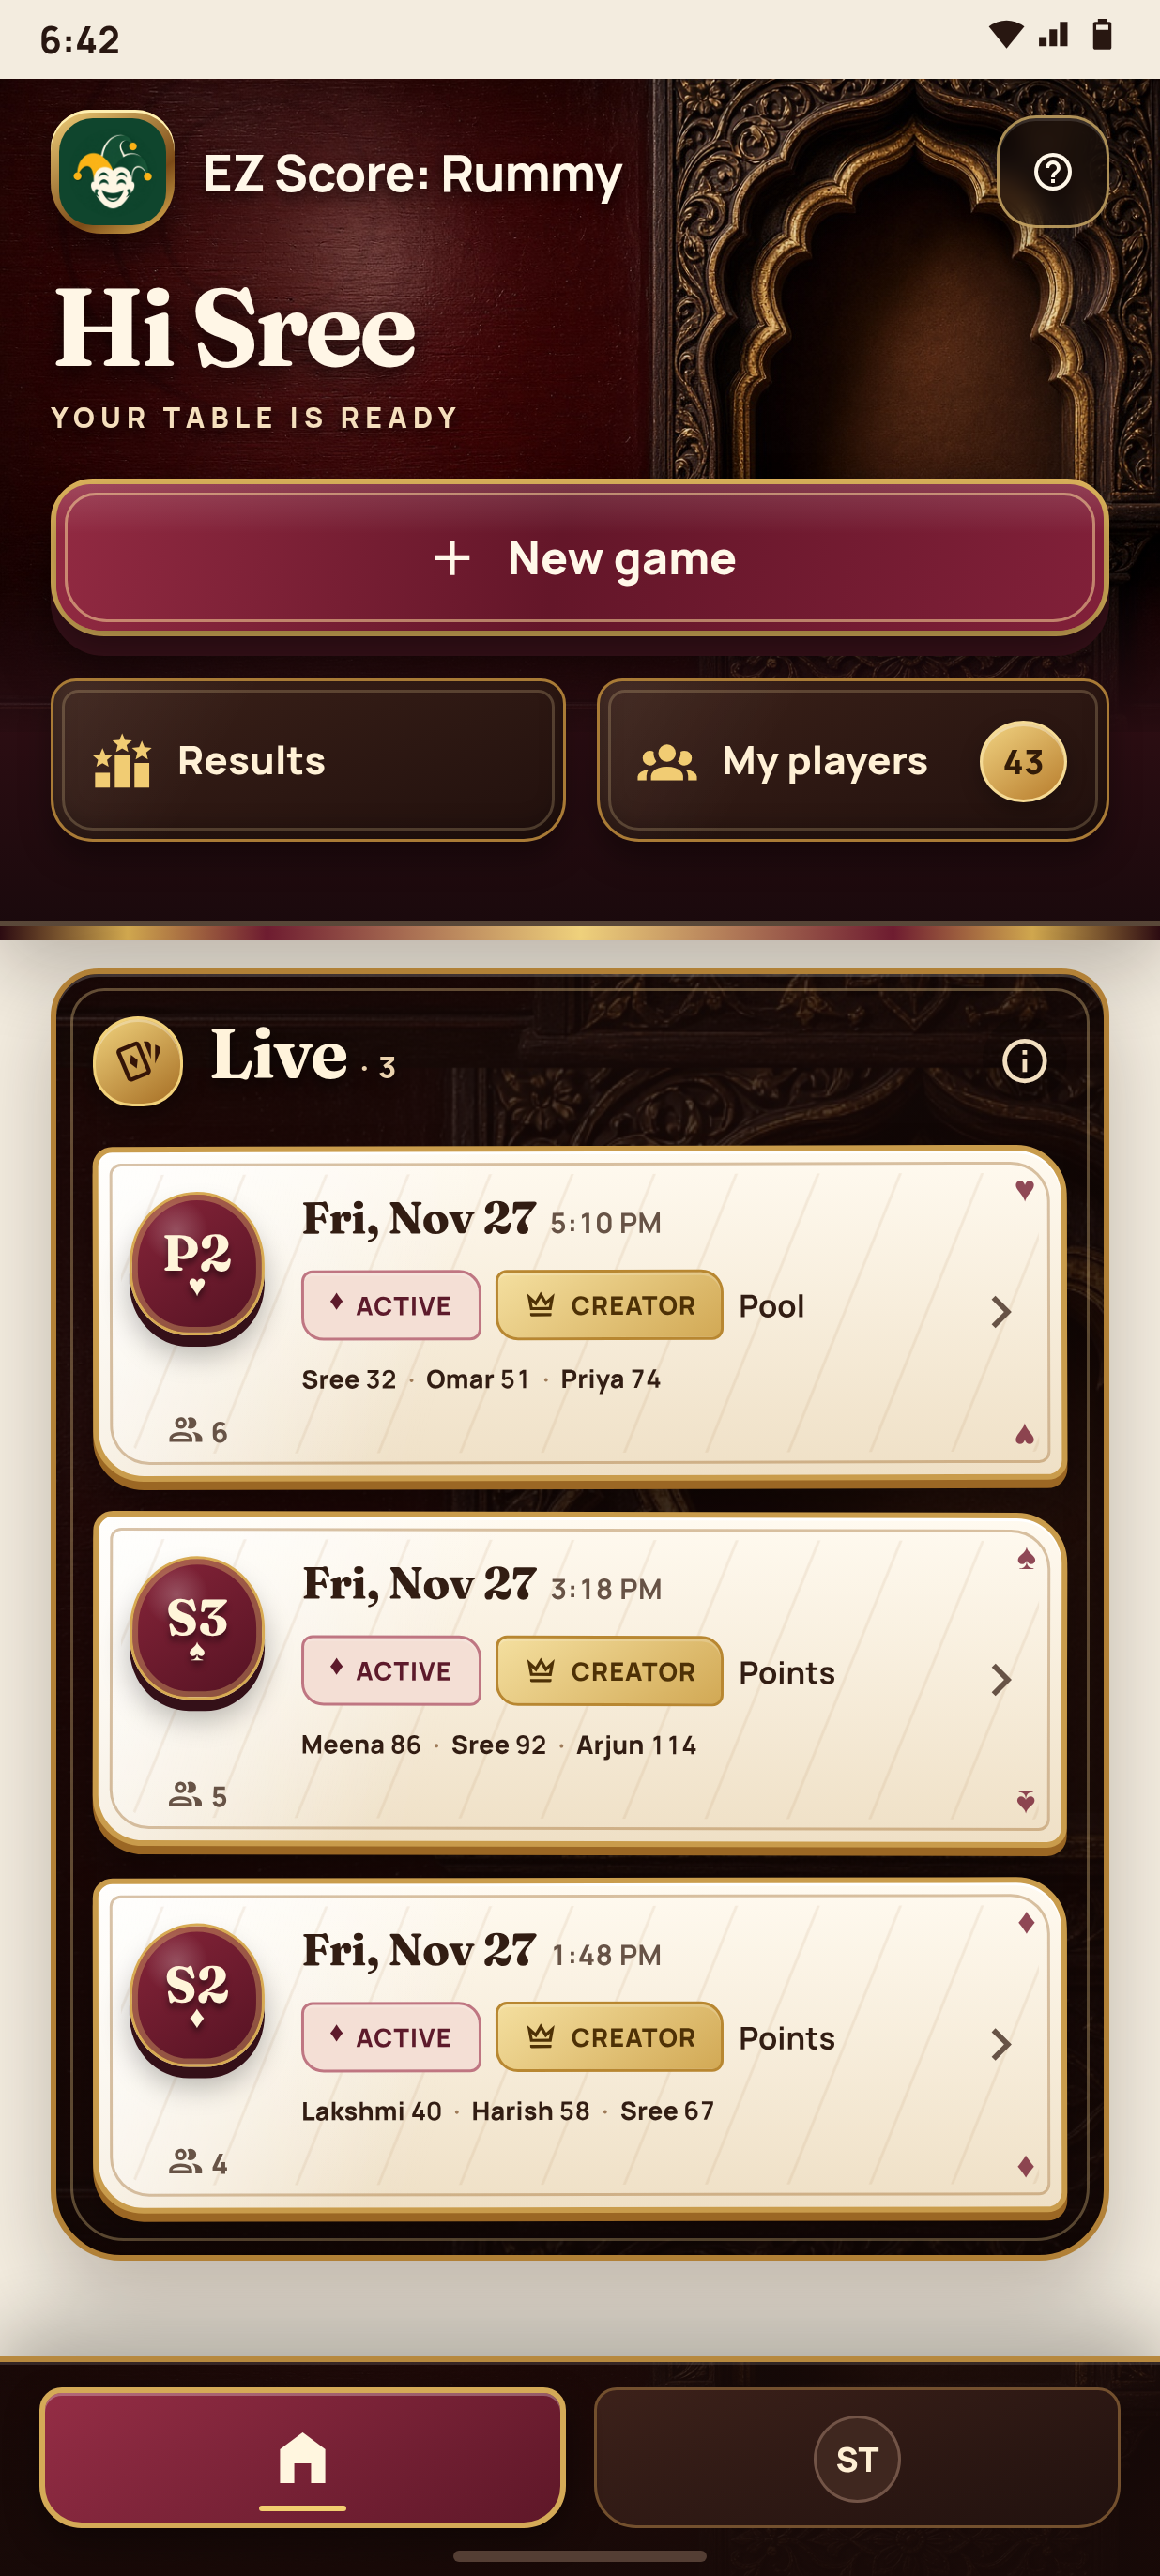 6:42
EZ Score: Rummy
Hi Sree
YOUR TABLE IS READY
+ New game
Results
My players 43
Live · 3
P2
Fri, Nov 27 5:10 PM
ACTIVE CREATOR Pool
Sree 32 · Omar 51 · Priya 74
6
S3
Fri, Nov 27 3:18 PM
ACTIVE CREATOR Points
Meena 86 · Sree 92 · Arjun 114
5
S2
Fri, Nov 27 1:48 PM
ACTIVE CREATOR Points
Lakshmi 40 · Harish 58 · Sree 67
4
ST